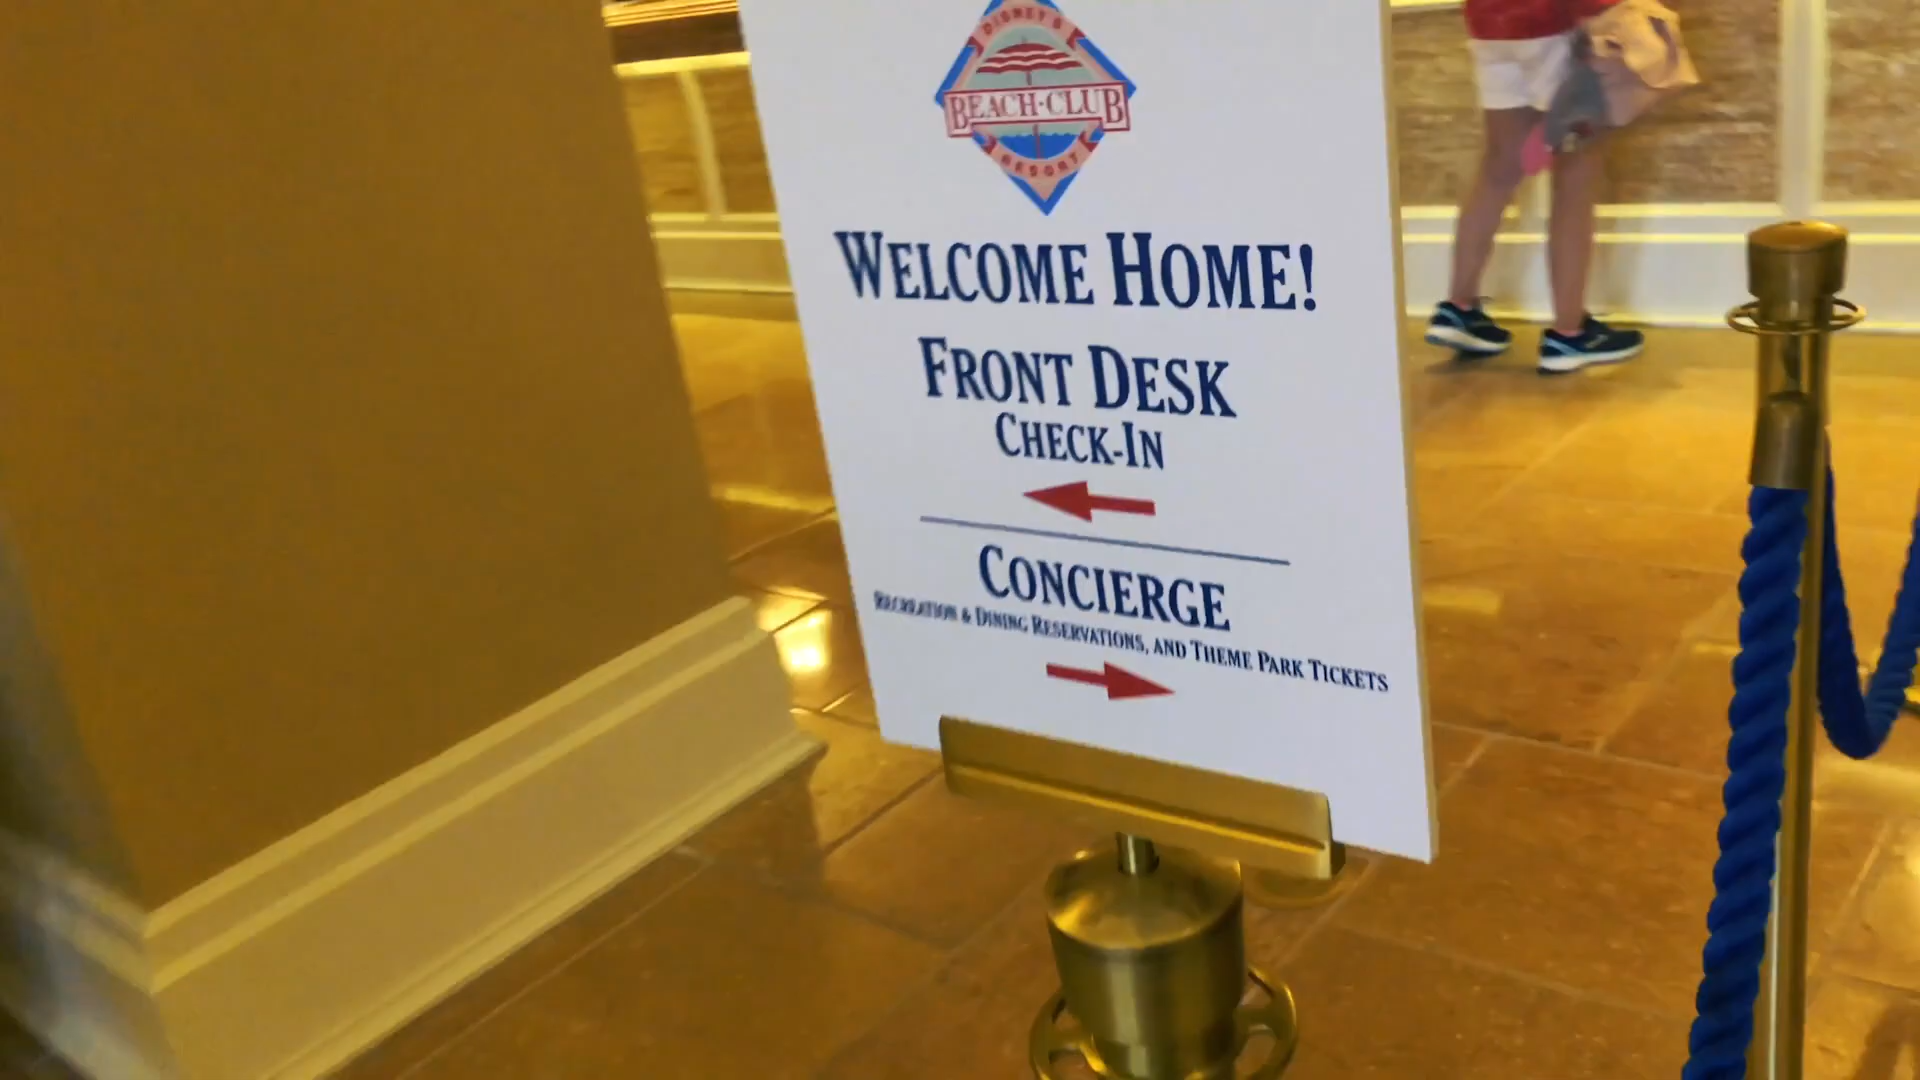 DISNEY'S
BEACH·CLUB
RESORT
WELCOME HOME!
FRONT DESK
CHECK-IN
CONCIERGE
RECREATION & DINING RESERVATIONS, AND THEME PARK TICKETS